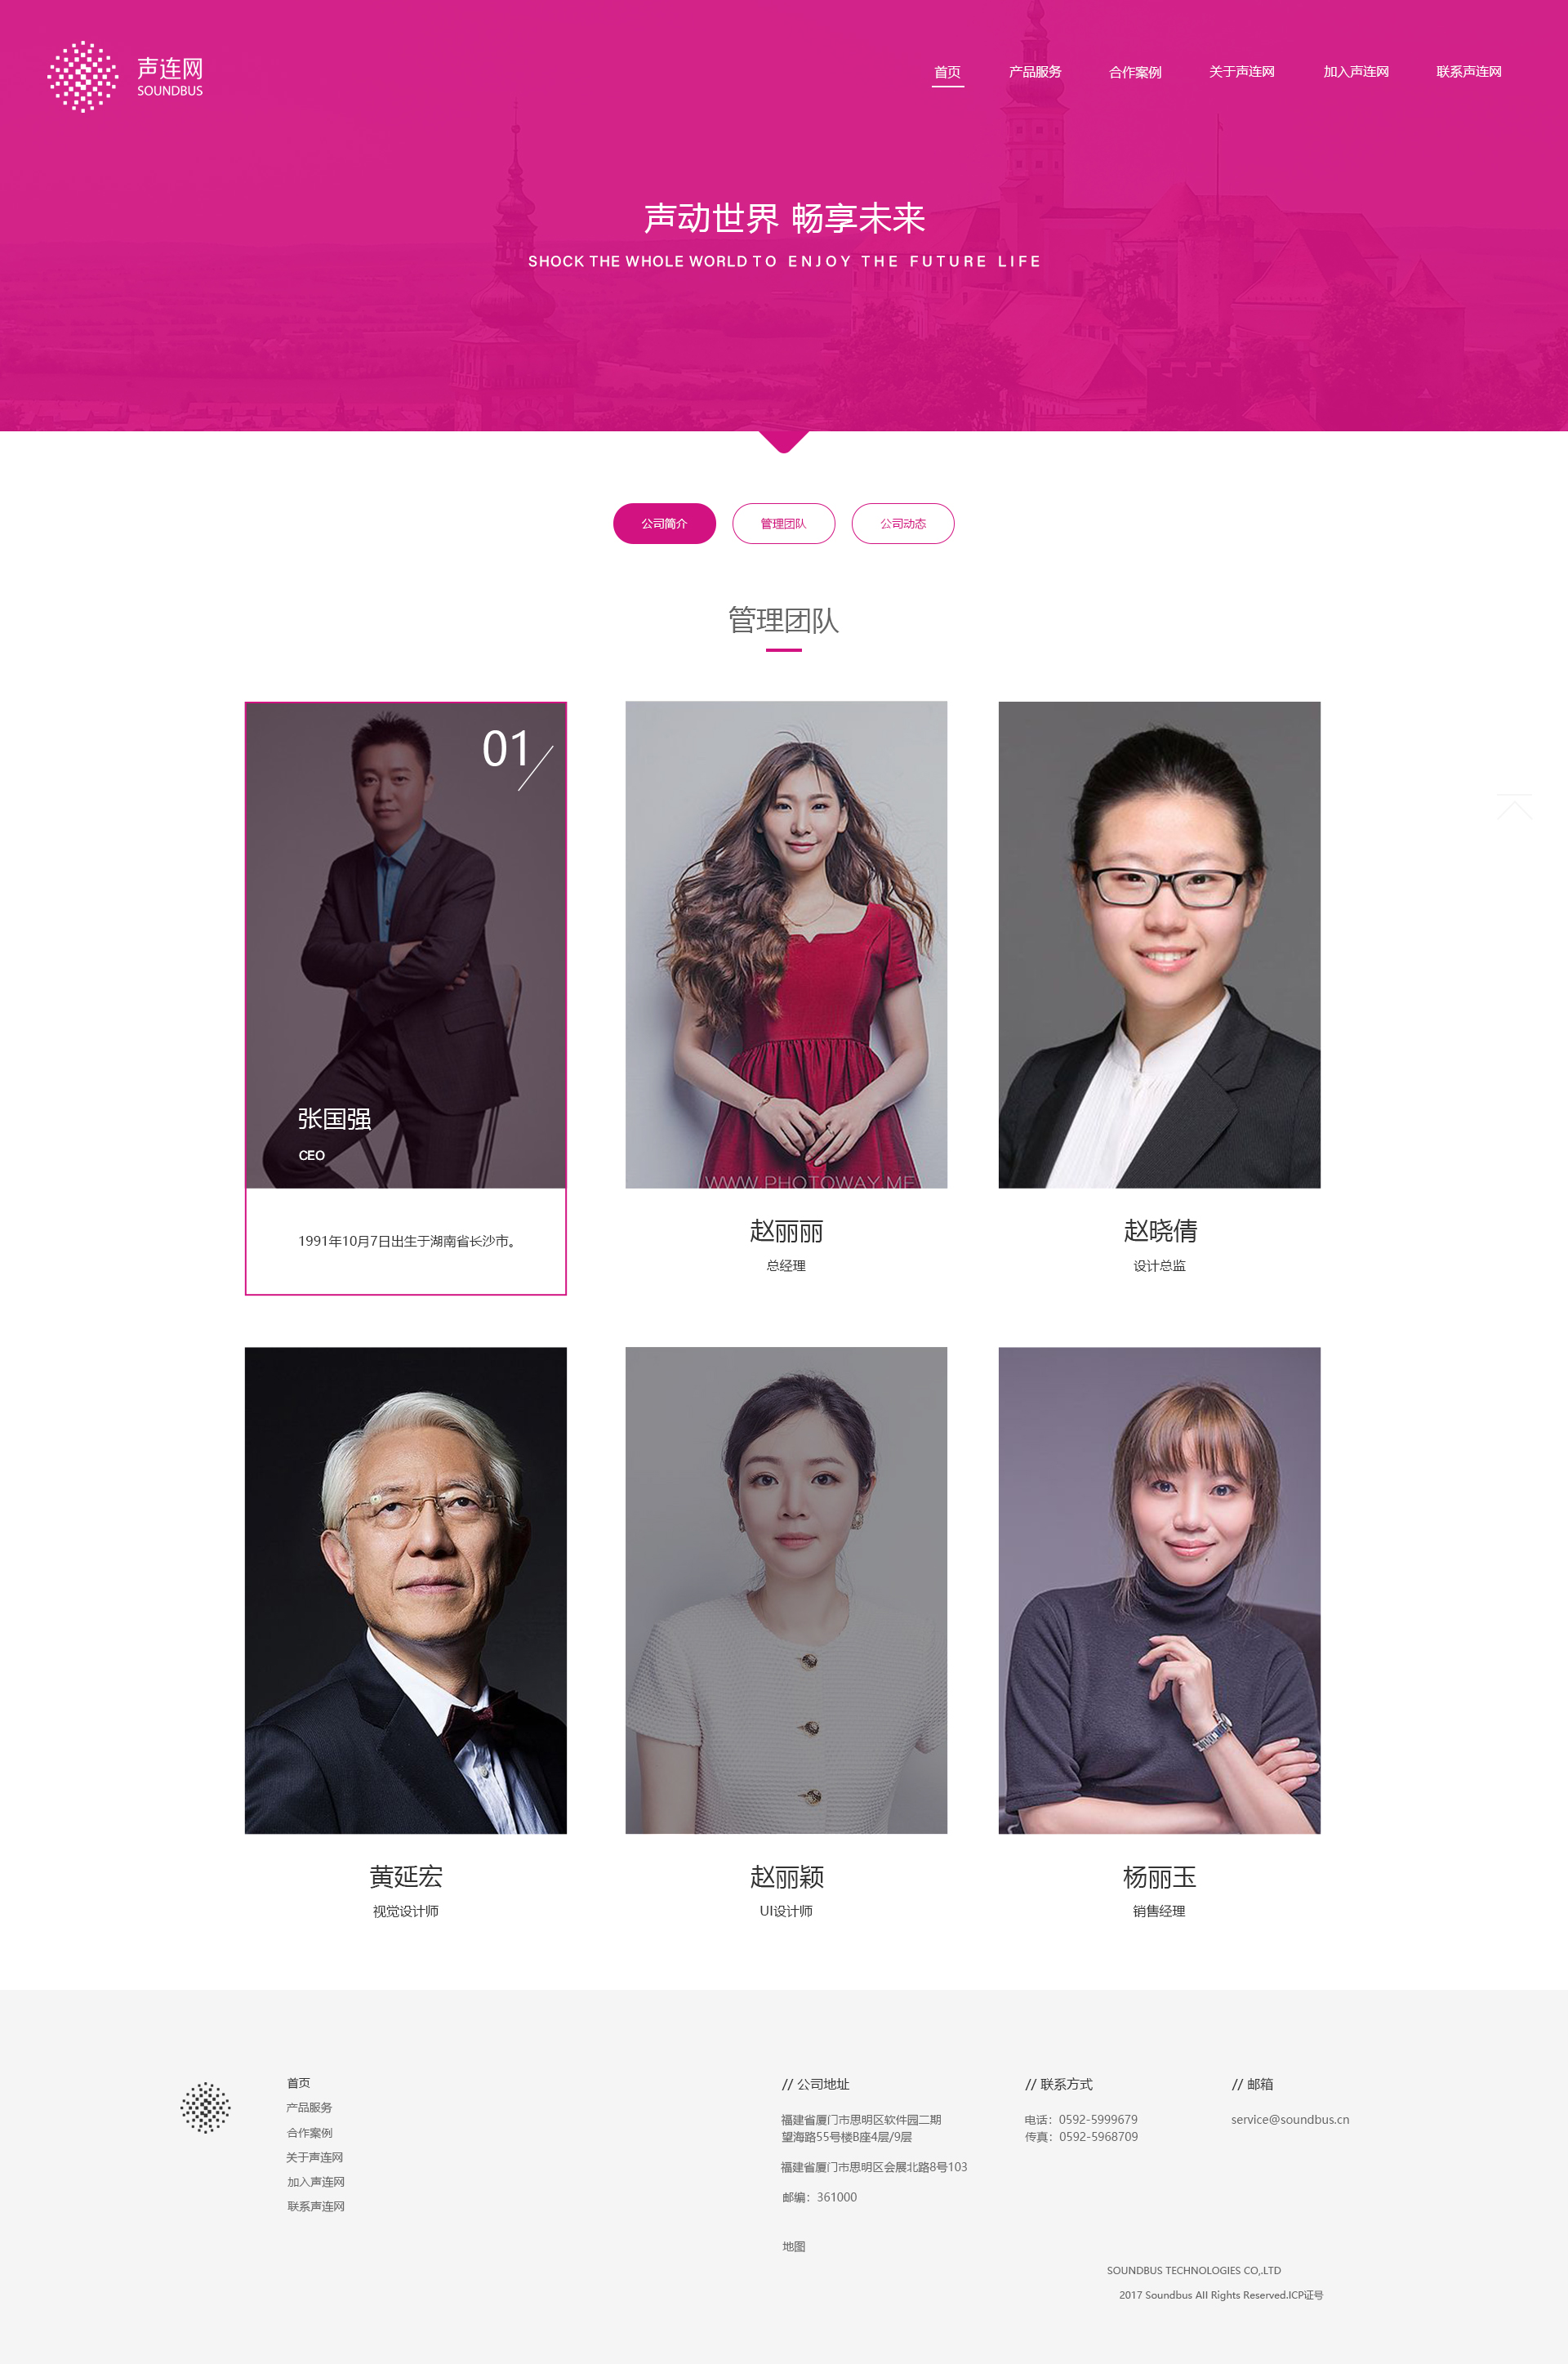 声连网
SOUNDBUS
首页
产品服务
合作案例
关于声连网
加入声连网
联系声连网
声动世界 畅享未来
SHOCK THE WHOLE WORLD TO ENJOY THE FUTURE LIFE
公司简介
管理团队
公司动态
管理团队
01
张国强
CEO
1991年10月7日出生于湖南省长沙市。
WWW.PHOTOWAY.ME
赵丽丽
总经理
赵晓倩
设计总监
黄延宏
视觉设计师
赵丽颖
UI设计师
杨丽玉
销售经理
首页
产品服务
合作案例
关于声连网
加入声连网
联系声连网
// 公司地址
福建省厦门市思明区软件园二期
望海路55号楼B座4层/9层
福建省厦门市思明区会展北路8号103
邮编：361000
地图
// 联系方式
电话：0592-5999679
传真：0592-5968709
// 邮箱
service@soundbus.cn
SOUNDBUS TECHNOLOGIES CO,.LTD
2017 Soundbus All Rights Reserved.ICP证号